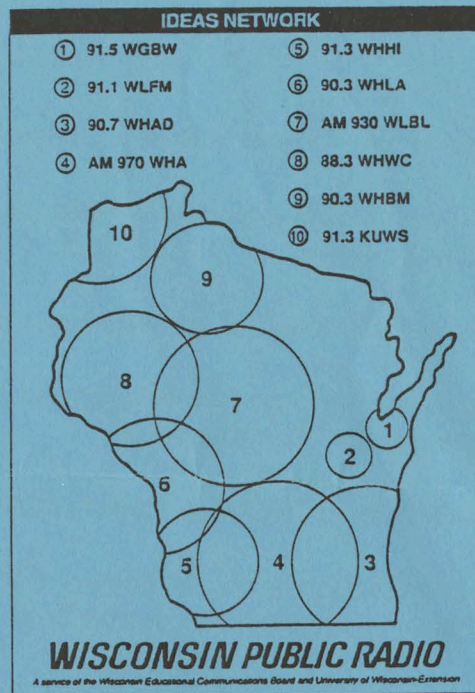 IDEAS NETWORK
① 91.5 WGBW
② 91.1 WLFM
③ 90.7 WHAD
④ AM 970 WHA
⑤ 91.3 WHHI
⑥ 90.3 WHLA
⑦ AM 930 WLBL
⑧ 88.3 WHWC
⑨ 90.3 WHBM
⑩ 91.3 KUWS
10
9
8
7
1
2
6
5
4
3
WISCONSIN PUBLIC RADIO
A service of the Wisconsin Educational Communications Board and University of Wisconsin-Extension